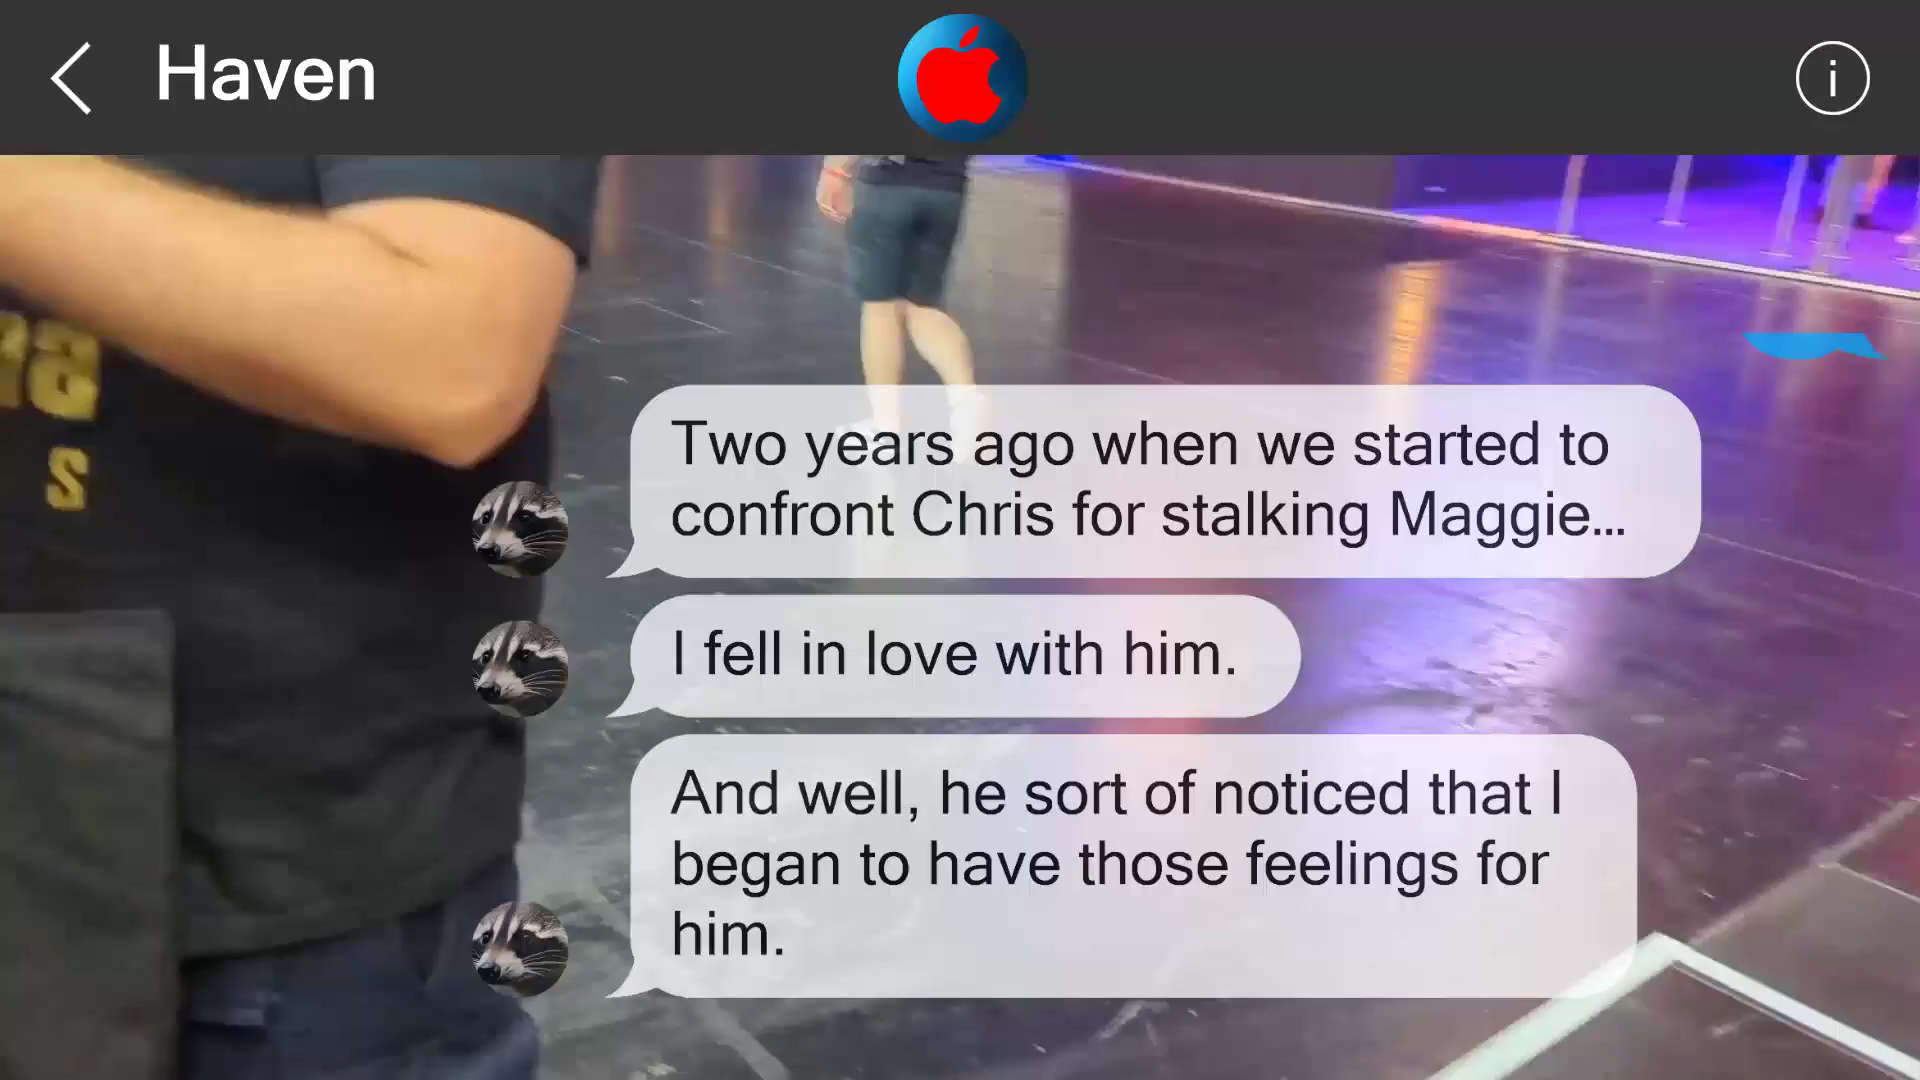 Haven
Two years ago when we started to
confront Chris for stalking Maggie...
I fell in love with him.
And well, he sort of noticed that I
began to have those feelings for
him.
S